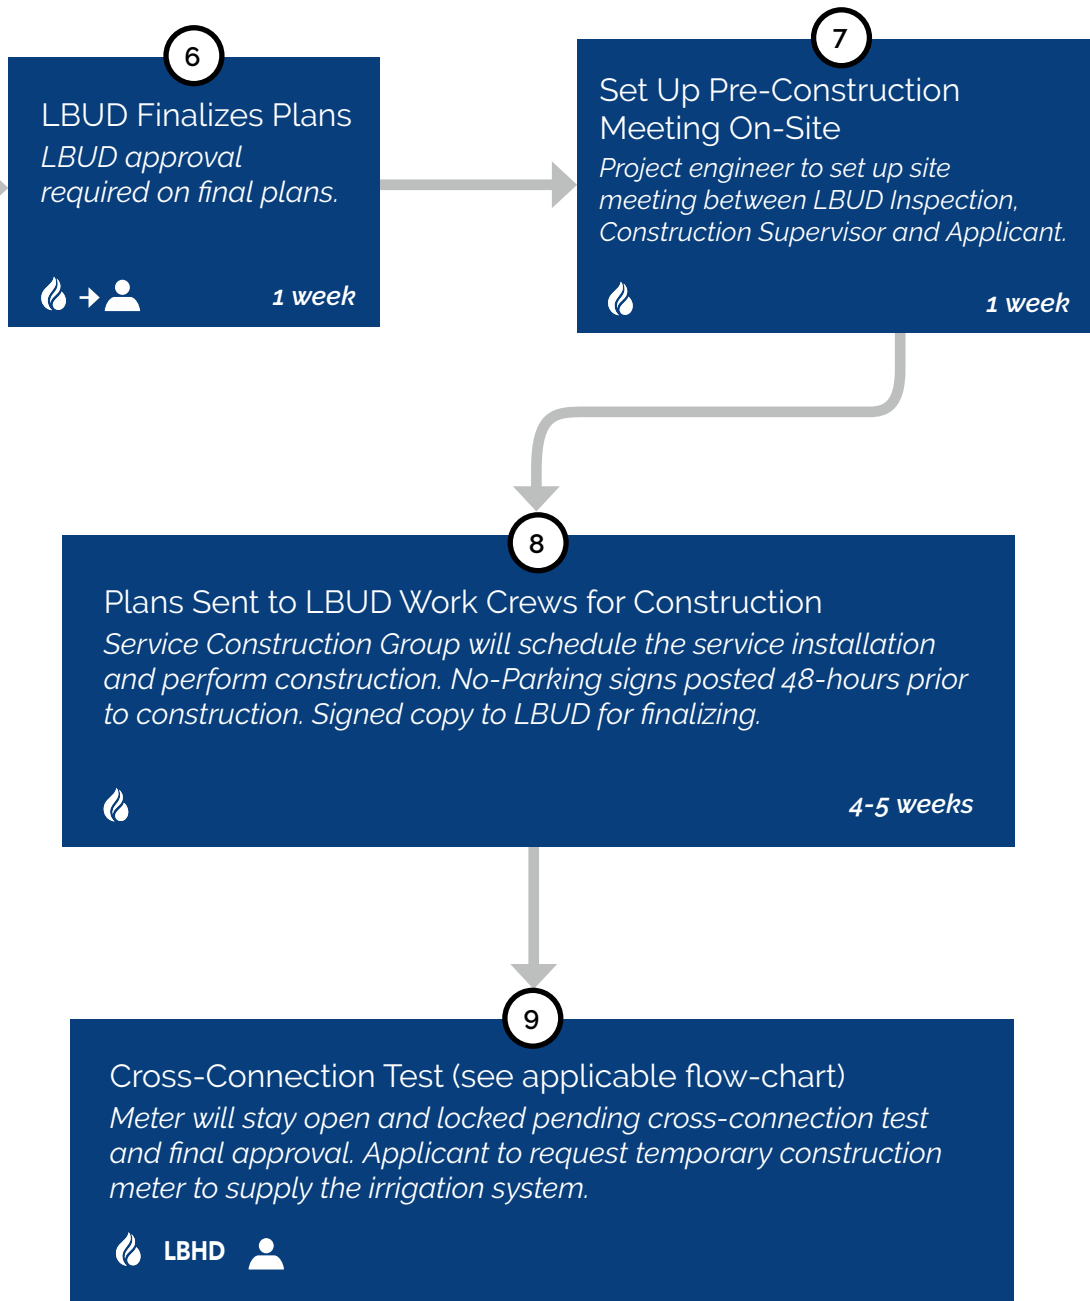 6
LBUD Finalizes Plans
LBUD approval
required on final plans.
1 week
7
Set Up Pre-Construction
Meeting On-Site
Project engineer to set up site
meeting between LBUD Inspection,
Construction Supervisor and Applicant.
1 week
8
Plans Sent to LBUD Work Crews for Construction
Service Construction Group will schedule the service installation
and perform construction. No-Parking signs posted 48-hours prior
to construction. Signed copy to LBUD for finalizing.
4-5 weeks
9
Cross-Connection Test (see applicable flow-chart)
Meter will stay open and locked pending cross-connection test
and final approval. Applicant to request temporary construction
meter to supply the irrigation system.
LBHD